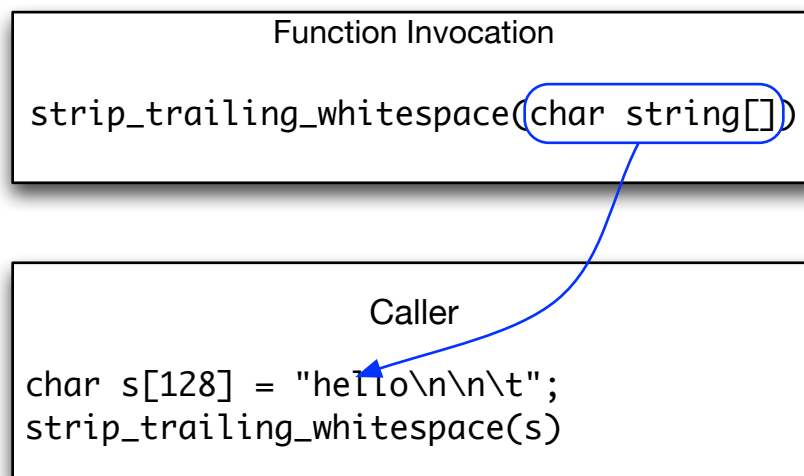 Function Invocation
strip_trailing_whitespace(char string[])
Caller
char s[128] = "hello\n\n\t";
strip_trailing_whitespace(s)